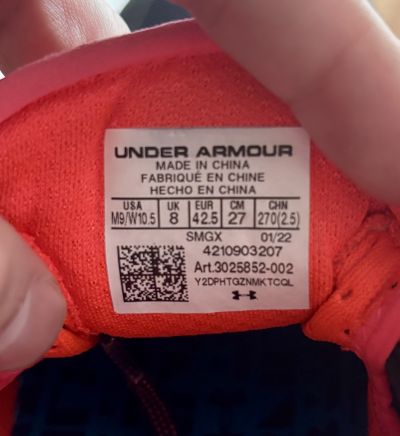 UNDER ARMOUR
MADE IN CHINA
FABRIQUÉ EN CHINE
HECHO EN CHINA
USA UK EUR CM CHN
M9/W10.5 8 42.5 27 270(2.5)
SMGX 01/22
4210903207
Art.3025852-002
Y2DPHTGZNMKTCQL